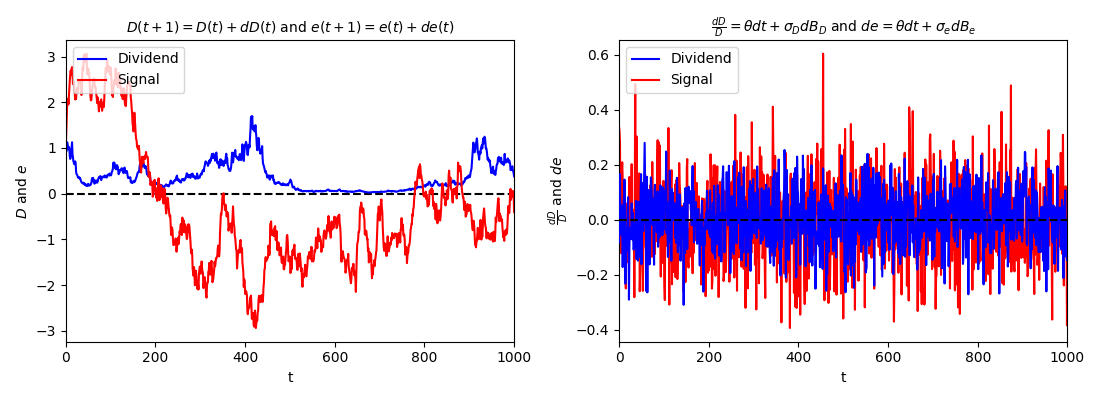 D(t + 1) = D(t) + dD(t) and e(t + 1) = e(t) + de(t)
Dividend
Signal
3
2
1
0
−1
−2
−3
D and e
0 200 400 600 800 1000
t
dD/D = θdt + σ_D dB_D and de = θdt + σ_e dB_e
Dividend
Signal
0.6
0.4
0.2
0.0
−0.2
−0.4
dD/D and de
0 200 400 600 800 1000
t